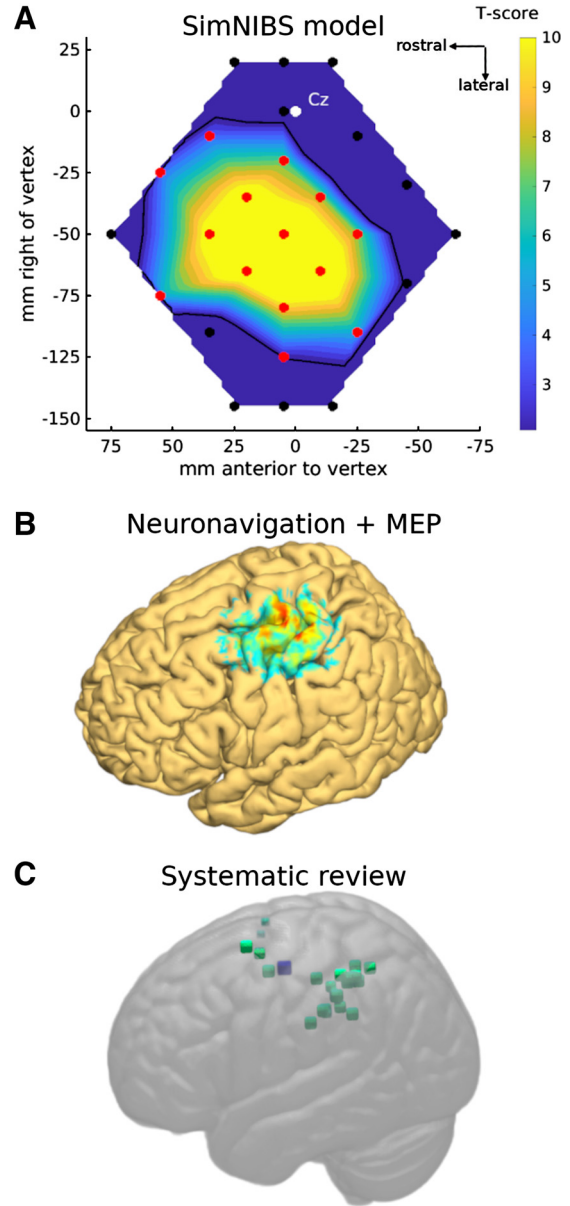 A
SimNIBS model
T-score
rostral
lateral
Cz
25
0
-25
-50
-75
-125
-150
mm right of vertex
75
50
25
0
-25
-50
-75
mm anterior to vertex
10
9
8
7
6
5
4
3
B
Neuronavigation + MEP
C
Systematic review